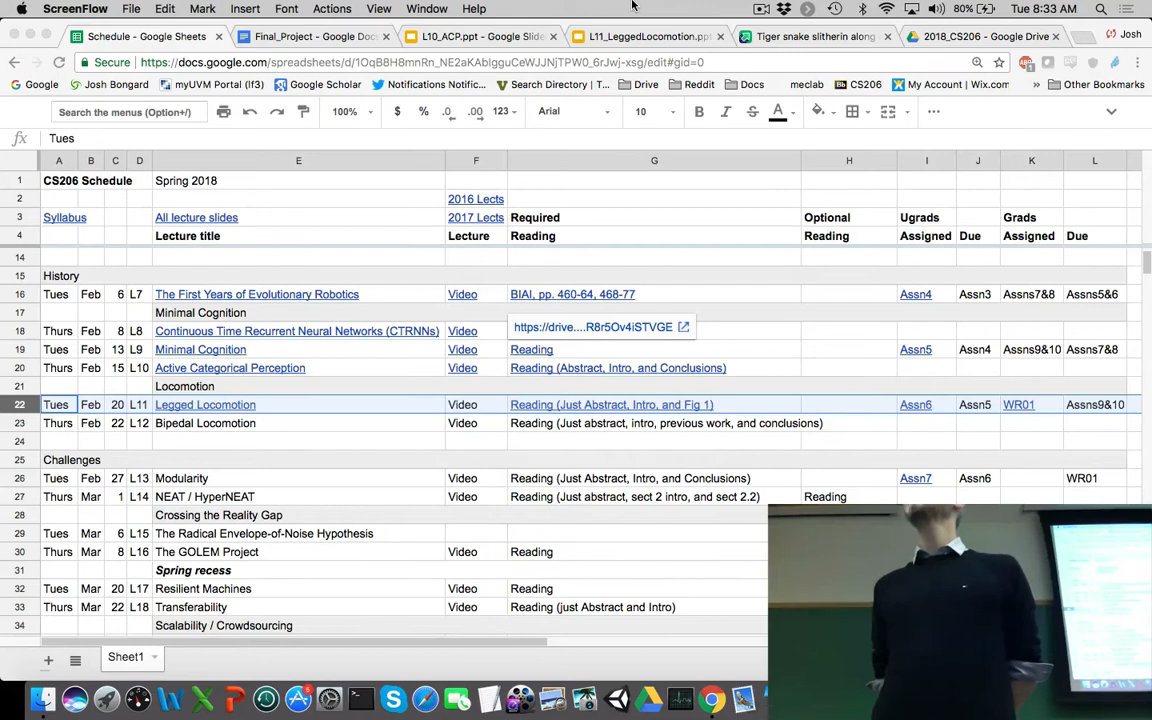 ScreenFlow File Edit Mark Insert Font Actions View Window Help 80% Tue 8:33 AM
Schedule - Google Sheets Final_Project - Google Doc L10_ACP.ppt - Google Slide L11_LeggedLocomotion.ppt Tiger snake slitherin along 2018_CS206 - Google Drive Josh
Secure https://docs.google.com/spreadsheets/d/1OqB8H8mnRn_NE2aKAblgguCeWJJNjTPW0_6rJwj-xsg/edit#gid=0
Google Josh Bongard myUVM Portal (lf3) Google Scholar Notifications Notific... Search Directory | T... Drive Reddit Docs meclab CS206 My Account | Wix.com Other Bookmarks
Search the menus (Option+/) 100% $ % .0 .00 123 Arial 10 B I S A
fx Tues
A B C D E F G H I J K L
1 CS206 Schedule Spring 2018
2 2016 Lects
3 Syllabus All lecture slides 2017 Lects Required Optional Ugrads Grads
4 Lecture title Lecture Reading Reading Assigned Due Assigned Due
14
15 History
16 Tues Feb 6 L7 The First Years of Evolutionary Robotics Video BIAI, pp. 460-64, 468-77 Assn4 Assn3 Assns7&8 Assns5&6
17 Minimal Cognition
https://drive....R8r5Ov4iSTVGE
18 Thurs Feb 8 L8 Continuous Time Recurrent Neural Networks (CTRNNs) Video
19 Tues Feb 13 L9 Minimal Cognition Video Reading Assn5 Assn4 Assns9&10 Assns7&8
20 Thurs Feb 15 L10 Active Categorical Perception Video Reading (Abstract, Intro, and Conclusions)
21 Locomotion
22 Tues Feb 20 L11 Legged Locomotion Video Reading (Just Abstract, Intro, and Fig 1) Assn6 Assn5 WR01 Assns9&10
23 Thurs Feb 22 L12 Bipedal Locomotion Video Reading (Just abstract, intro, previous work, and conclusions)
24
25 Challenges
26 Tues Feb 27 L13 Modularity Video Reading (Just Abstract, Intro, and Conclusions) Assn7 Assn6 WR01
27 Thurs Mar 1 L14 NEAT / HyperNEAT Video Reading (Just abstract, sect 2 intro, and sect 2.2) Reading
28 Crossing the Reality Gap
29 Tues Mar 6 L15 The Radical Envelope-of-Noise Hypothesis
30 Thurs Mar 8 L16 The GOLEM Project Video Reading
31 Spring recess
32 Tues Mar 20 L17 Resilient Machines Video Reading
33 Thurs Mar 22 L18 Transferability Video Reading (just Abstract and Intro)
34 Scalability / Crowdsourcing
Sheet1